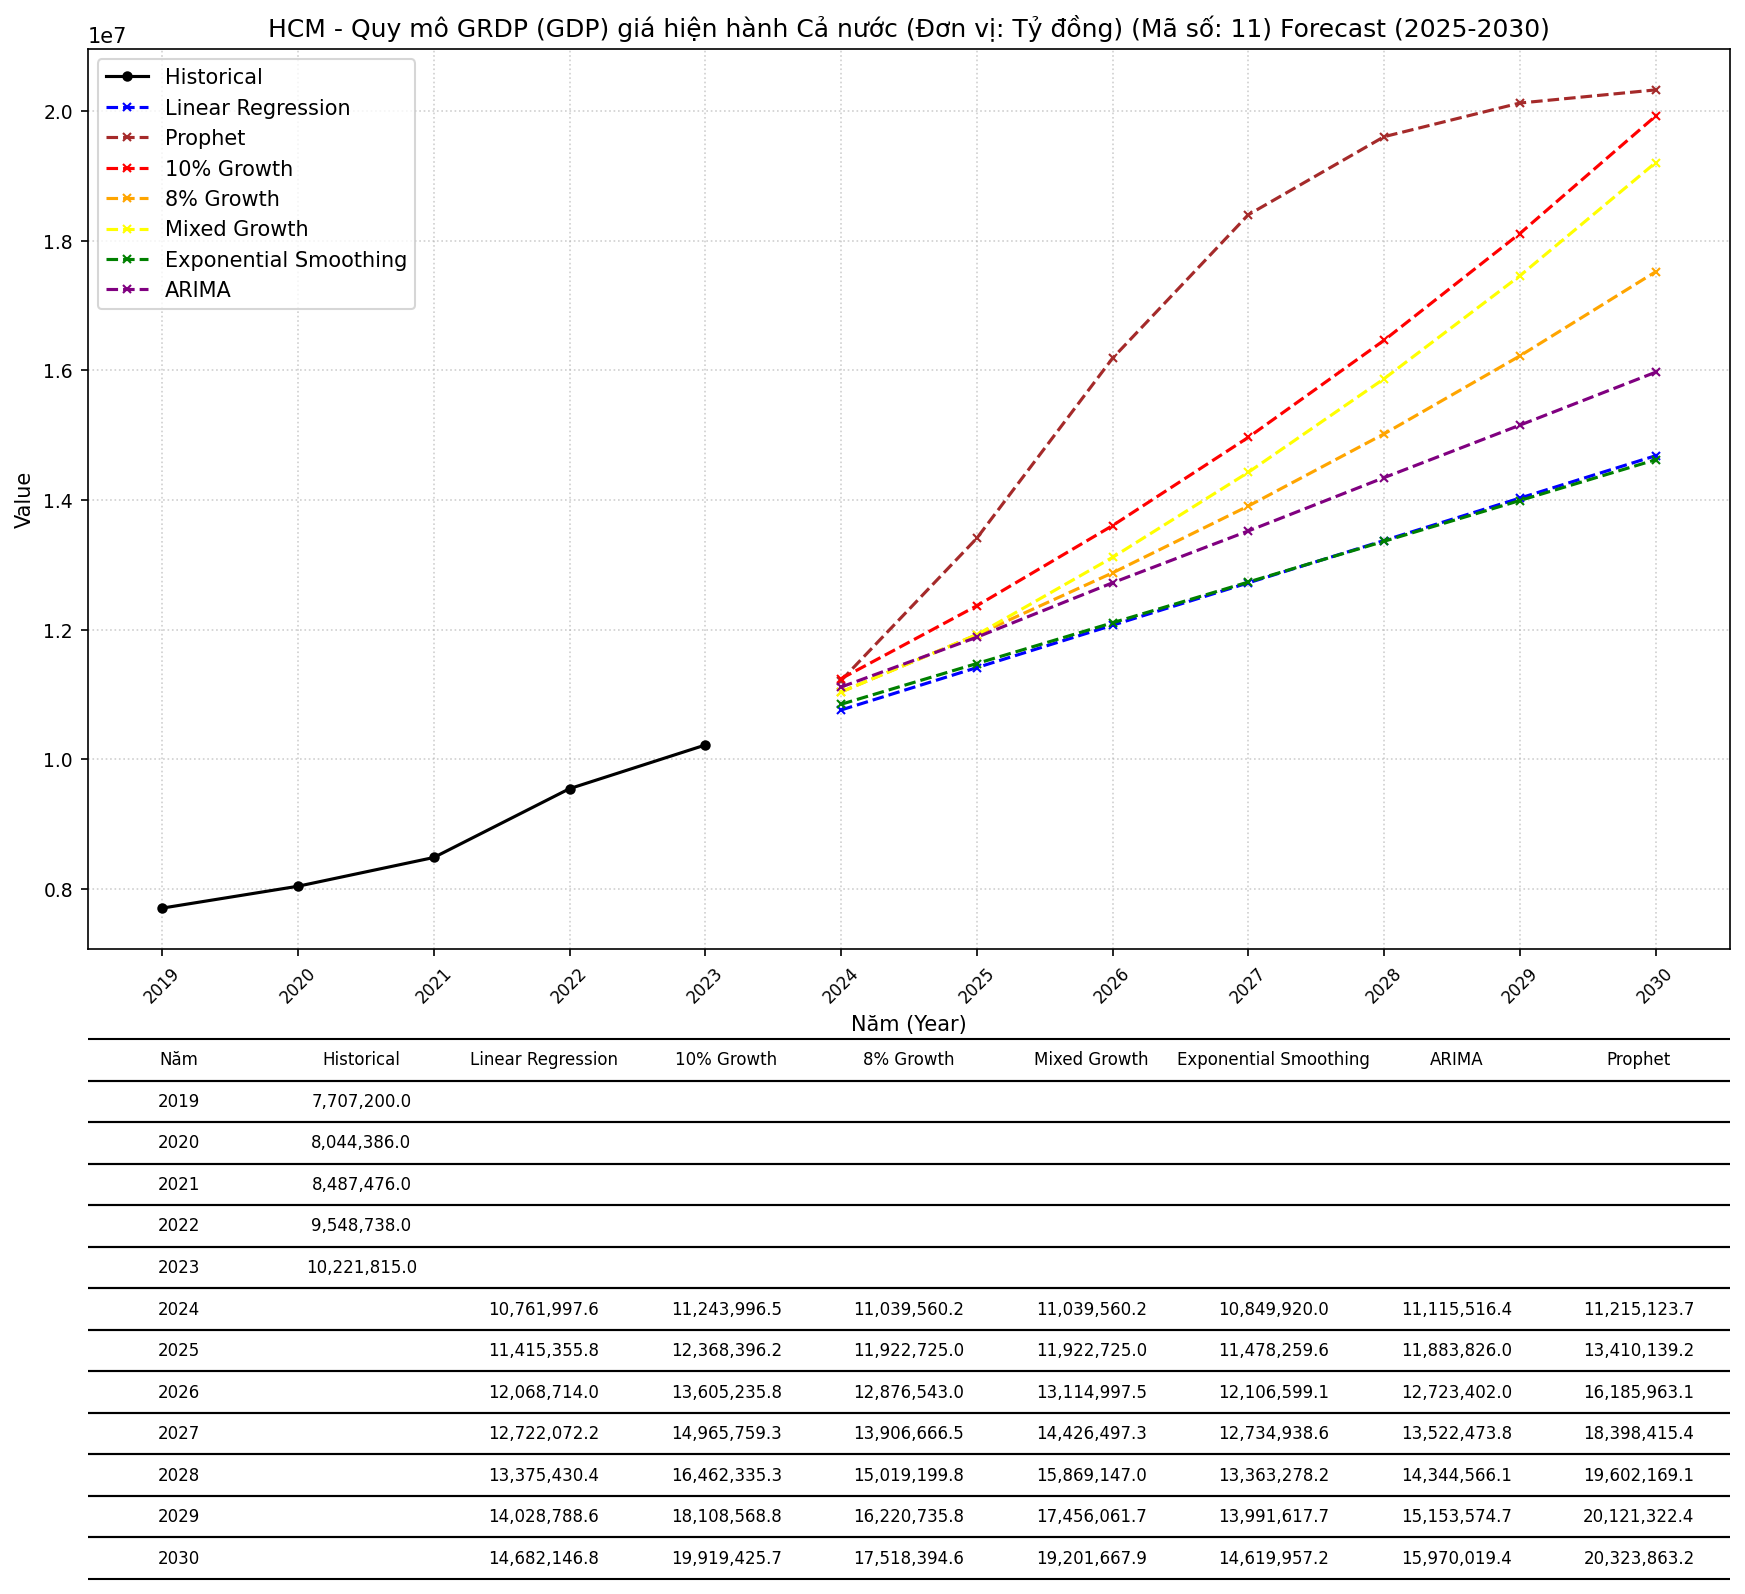 HCM - Quy mô GRDP (GDP) giá hiện hành Cả nước (Đơn vị: Tỷ đồng) (Mã số: 11) Forecast (2025-2030)
1e7
Historical
Linear Regression
Prophet
10% Growth
8% Growth
Mixed Growth
Exponential Smoothing
ARIMA
2.0
1.8
1.6
1.4
1.2
1.0
0.8
Value
2019 2020 2021 2022 2023 2024 2025 2026 2027 2028 2029 2030
Năm (Year)
Năm Historical Linear Regression 10% Growth 8% Growth Mixed Growth Exponential Smoothing ARIMA Prophet
2019 7,707,200.0
2020 8,044,386.0
2021 8,487,476.0
2022 9,548,738.0
2023 10,221,815.0
2024 10,761,997.6 11,243,996.5 11,039,560.2 11,039,560.2 10,849,920.0 11,115,516.4 11,215,123.7
2025 11,415,355.8 12,368,396.2 11,922,725.0 11,922,725.0 11,478,259.6 11,883,826.0 13,410,139.2
2026 12,068,714.0 13,605,235.8 12,876,543.0 13,114,997.5 12,106,599.1 12,723,402.0 16,185,963.1
2027 12,722,072.2 14,965,759.3 13,906,666.5 14,426,497.3 12,734,938.6 13,522,473.8 18,398,415.4
2028 13,375,430.4 16,462,335.3 15,019,199.8 15,869,147.0 13,363,278.2 14,344,566.1 19,602,169.1
2029 14,028,788.6 18,108,568.8 16,220,735.8 17,456,061.7 13,991,617.7 15,153,574.7 20,121,322.4
2030 14,682,146.8 19,919,425.7 17,518,394.6 19,201,667.9 14,619,957.2 15,970,019.4 20,323,863.2